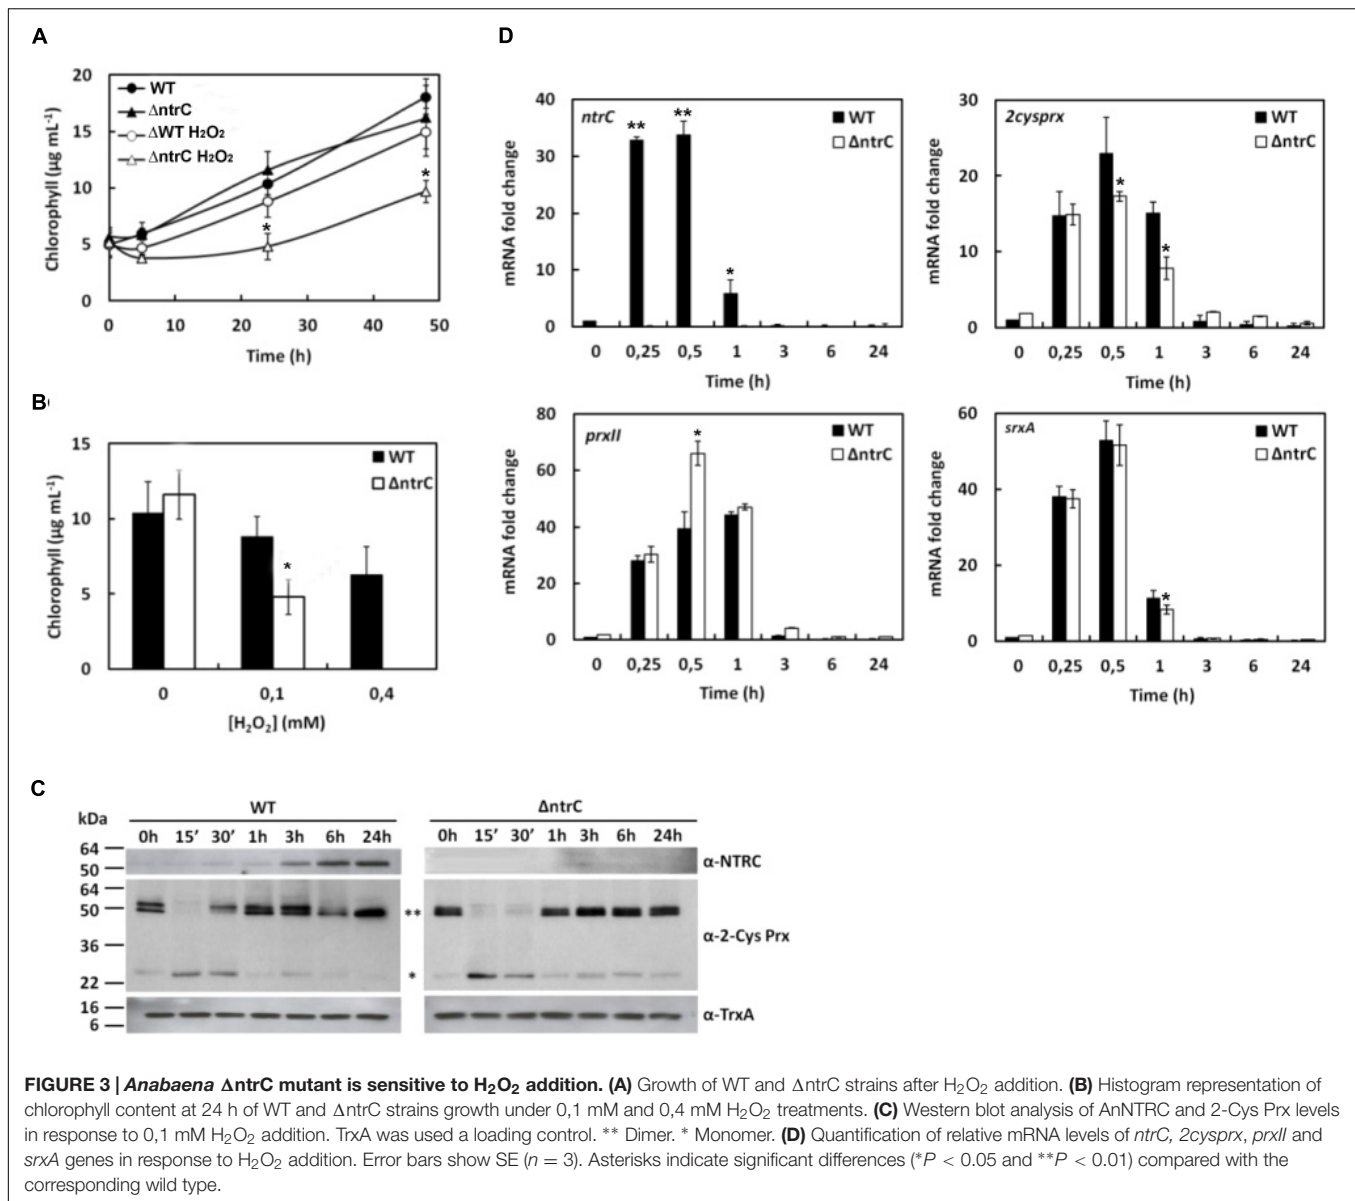 A
Chlorophyll (µg mL⁻¹)
20
15
10
5
0
WT
ΔntrC
ΔWT H₂O₂
ΔntrC H₂O₂
*
*
0 10 20 30 40 50
Time (h)
B
Chlorophyll (µg mL⁻¹)
15
10
5
0
WT
ΔntrC
*
0 0,1 0,4
[H₂O₂] (mM)
D
mRNA fold change
40
30
20
10
0
ntrC
WT
ΔntrC
** ** *
0 0,25 0,5 1 3 6 24
Time (h)
mRNA fold change
30
20
10
0
2cysprx
WT
ΔntrC
* *
0 0,25 0,5 1 3 6 24
Time (h)
mRNA fold change
80
60
40
20
0
prxII
WT
ΔntrC
*
0 0,25 0,5 1 3 6 24
Time (h)
mRNA fold change
60
40
20
0
srxA
WT
ΔntrC
*
0 0,25 0,5 1 3 6 24
Time (h)
C
WT ΔntrC
kDa
0h 15’ 30’ 1h 3h 6h 24h 0h 15’ 30’ 1h 3h 6h 24h
64
50
α-NTRC
64
50 **
36 α-2-Cys Prx
22 *
16
6
α-TrxA
FIGURE 3 | Anabaena ΔntrC mutant is sensitive to H₂O₂ addition. (A) Growth of WT and ΔntrC strains after H₂O₂ addition. (B) Histogram representation of
chlorophyll content at 24 h of WT and ΔntrC strains growth under 0,1 mM and 0,4 mM H₂O₂ treatments. (C) Western blot analysis of AnNTRC and 2-Cys Prx levels
in response to 0,1 mM H₂O₂ addition. TrxA was used a loading control. ** Dimer. * Monomer. (D) Quantification of relative mRNA levels of ntrC, 2cysprx, prxII and
srxA genes in response to H₂O₂ addition. Error bars show SE (n = 3). Asterisks indicate significant differences (*P < 0.05 and **P < 0.01) compared with the
corresponding wild type.